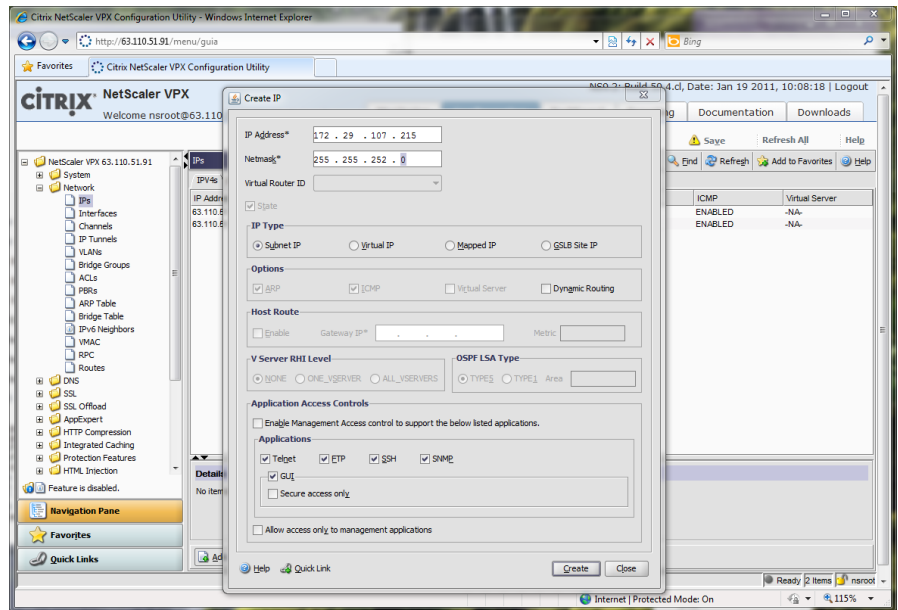 Citrix NetScaler VPX Configuration Utility - Windows Internet Explorer
http://63.110.51.91/menu/guia
Bing
Favorites
Citrix NetScaler VPX Configuration Utility
CITRIX NetScaler VPX
Welcome nsroot@63.110
4.cl, Date: Jan 19 2011, 10:08:18 | Logout
Documentation
Downloads
Save
Refresh All
Help
NetScaler VPX 63.110.51.91
System
Network
IPs
Interfaces
Channels
IP Tunnels
VLANs
Bridge Groups
ACLs
PBRs
ARP Table
Bridge Table
IPv6 Neighbors
VMAC
RPC
Routes
DNS
SSL
SSL Offload
AppExpert
HTTP Compression
Integrated Caching
Protection Features
HTML Injection
Feature is disabled.
Navigation Pane
Favorites
Quick Links
IPs
Find
Refresh
Add to Favorites
Help
IPV4s
IP Addre
ICMP
Virtual Server
63.110.5
ENABLED
-NA-
63.110.5
ENABLED
-NA-
Details
No item
Ad
Create IP
IP Address*
172 . 29 . 107 . 215
Netmask*
255 . 255 . 252 . 0
Virtual Router ID
State
IP Type
Subnet IP
Virtual IP
Mapped IP
GSLB Site IP
Options
ARP
ICMP
Virtual Server
Dynamic Routing
Host Route
Enable
Gateway IP*
. . .
Metric
V Server RHI Level
NONE
ONE_VSERVER
ALL_VSERVERS
OSPF LSA Type
TYPE5
TYPE1
Area
Application Access Controls
Enable Management Access control to support the below listed applications.
Applications
Telnet
FTP
SSH
SNMP
GUI
Secure access only
Allow access only to management applications
Help
Quick Link
Create
Close
Ready
2 Items
nsroot
Internet | Protected Mode: On
115%